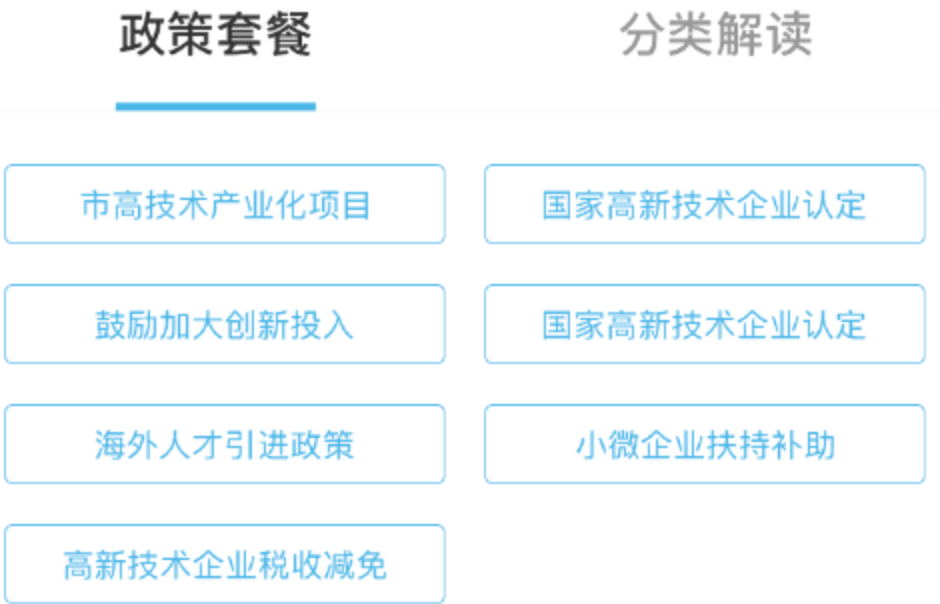 政策套餐
分类解读
市高技术产业化项目
国家高新技术企业认定
鼓励加大创新投入
国家高新技术企业认定
海外人才引进政策
小微企业扶持补助
高新技术企业税收减免